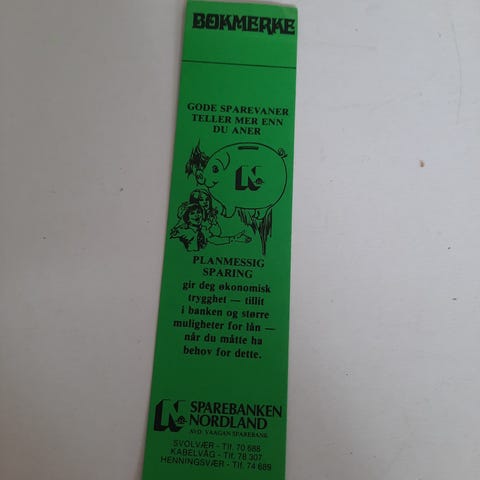 BOKMERKE
GODE SPAREVANER
TELLER MER ENN
DU ANER
N
PLANMESSIG
SPARING
gir deg økonomisk
trygghet — tillit
i banken og større
muligheter for lån —
når du måtte ha
behov for dette.
N SPAREBANKEN
NORDLAND
AVD. VAAGAN SPAREBANK
SVOLVÆR - Tlf. 70 688
KABELVÅG - Tlf. 78 307
HENNINGSVÆR - Tlf. 74 689